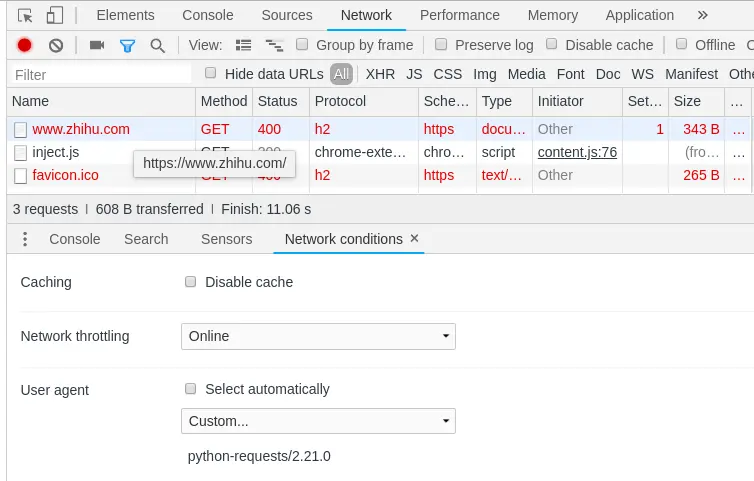 Elements Console Sources Network Performance Memory Application »
View: Group by frame Preserve log Disable cache Offline
Filter Hide data URLs All XHR JS CSS Img Media Font Doc WS Manifest Othe
Name Method Status Protocol Sche... Type Initiator Set... Size ...
www.zhihu.com GET 400 h2 https docu... Other 1 343 B ...
inject.js chrome-exte... chro... script content.js:76 (fro... ...
https://www.zhihu.com/
favicon.ico GET 400 h2 https text/... Other 265 B ...
3 requests | 608 B transferred | Finish: 11.06 s
Console Search Sensors Network conditions ×
Caching Disable cache
Network throttling Online
User agent Select automatically
Custom...
python-requests/2.21.0